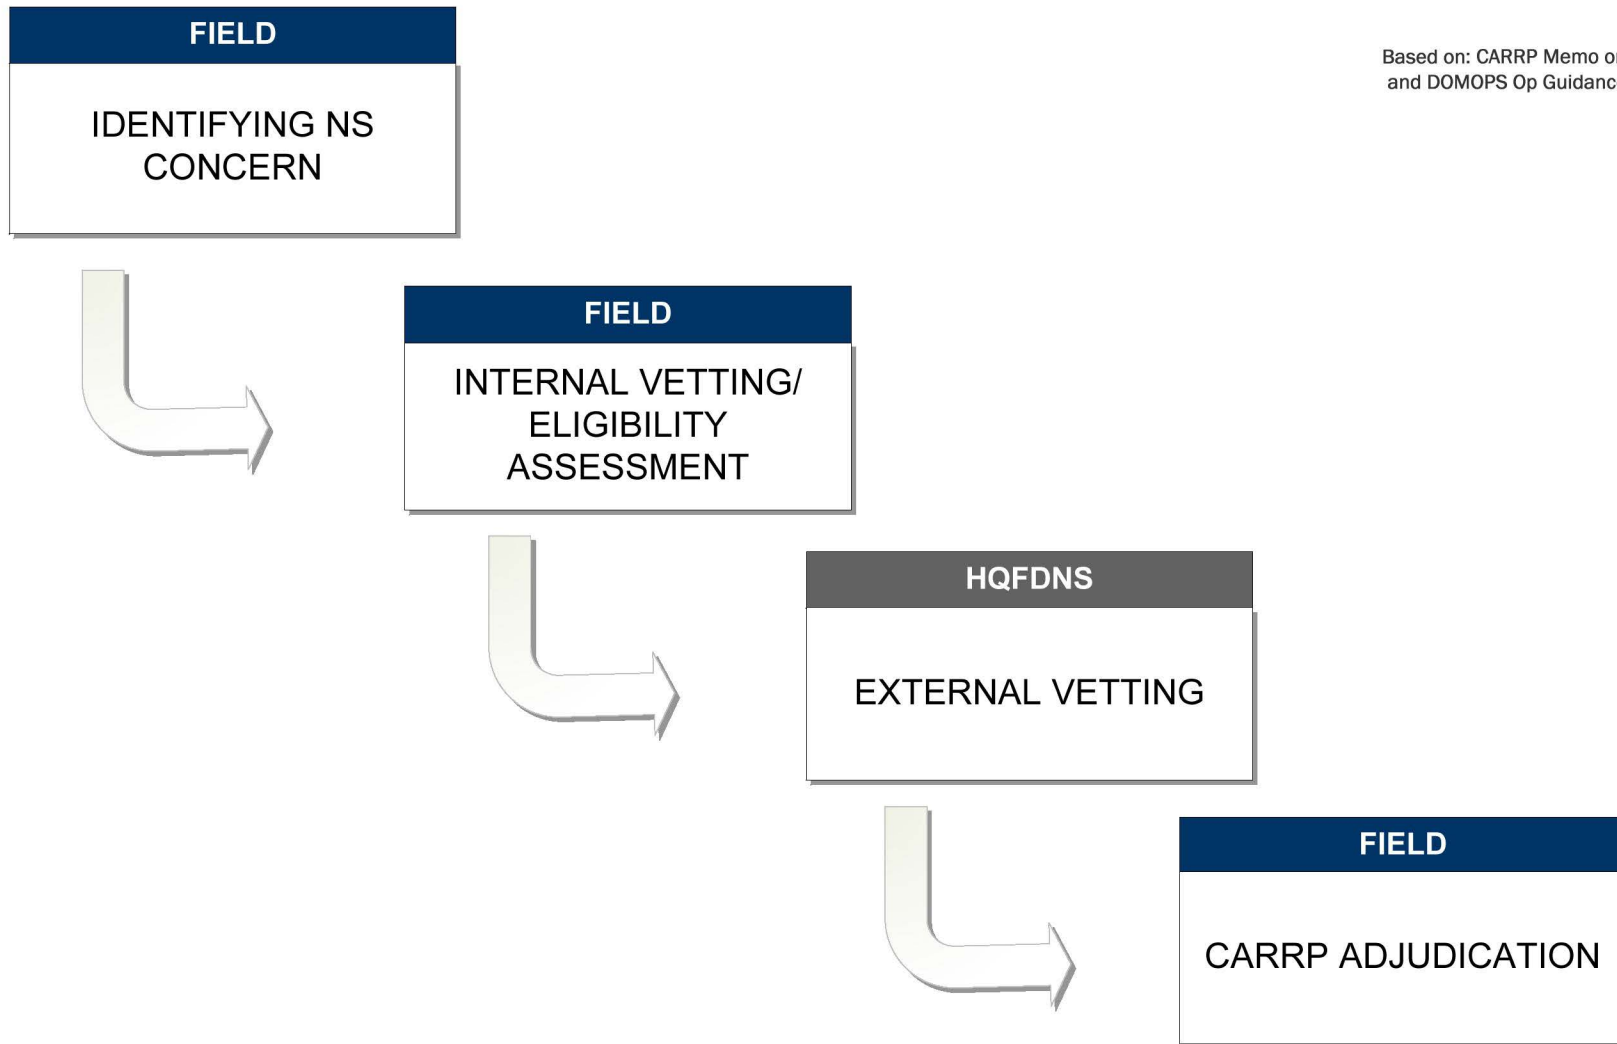 FIELD
IDENTIFYING NS
CONCERN
Based on: CARRP Memo
and DOMOPS Op
FIELD
INTERNAL VETTING/
ELIGIBILITY
ASSESSMENT
HQFDNS
EXTERNAL VETTING
FIELD
CARRP ADJUDICATION